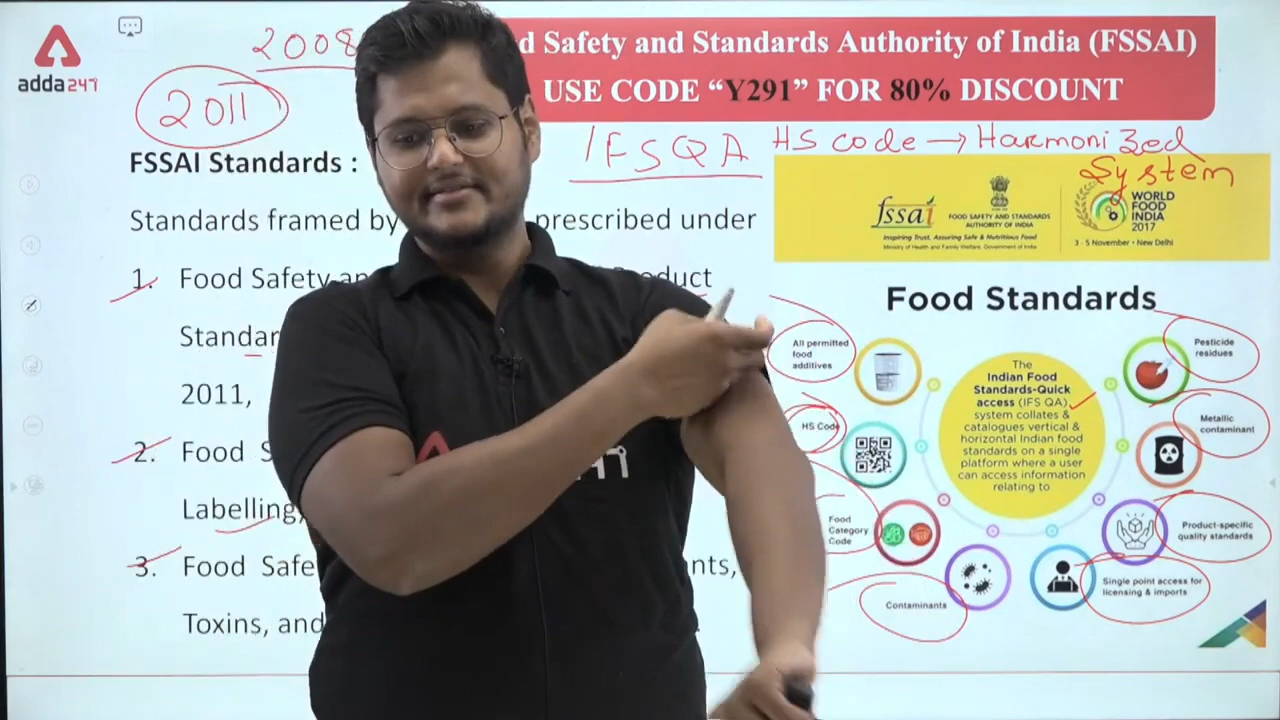 adda247
2008
2011
d Safety and Standards Authority of India (FSSAI)
USE CODE “Y291” FOR 80% DISCOUNT
IFSQA
HS code → Harmonized
System
FSSAI Standards :
Standards framed by prescribed under
1. Food Safety Product
Standar
2011,
2. Food S
Labelling,
3. Food Safe nts,
Toxins, and
fssai
FOOD SAFETY AND STANDARDS
AUTHORITY OF INDIA
Inspiring Trust, Assuring Safe & Nutritious Food
Ministry of Health and Family Welfare, Government of India
WORLD
FOOD
INDIA
2017
3 - 5 November • New Delhi
Food Standards
All permitted
food
additives
HS Code
Food
Category
Code
Contaminants
The
Indian Food
Standards-Quick
access (IFS QA)
system collates &
catalogues vertical &
horizontal Indian food
standards on a single
platform where a user
can access information
relating to
Pesticide
residues
Metallic
contaminant
Product-specific
quality standards
Single point access for
licensing & imports